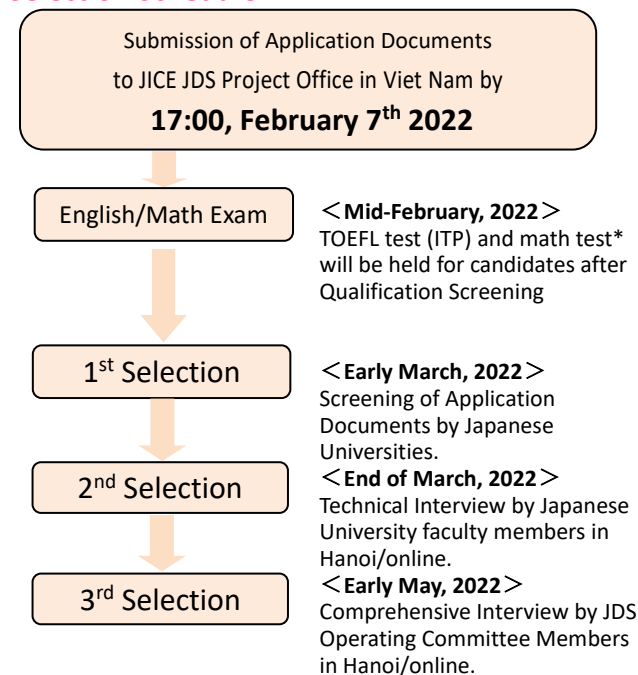 Submission of Application Documents
to JICE JDS Project Office in Viet Nam by
17:00, February 7th 2022
English/Math Exam
＜Mid-February, 2022＞
TOEFL test (ITP) and math test*
will be held for candidates after
Qualification Screening
1st Selection
＜Early March, 2022＞
Screening of Application
Documents by Japanese
Universities.
2nd Selection
＜End of March, 2022＞
Technical Interview by Japanese
University faculty members in
Hanoi/online.
3rd Selection
＜Early May, 2022＞
Comprehensive Interview by JDS
Operating Committee Members
in Hanoi/online.